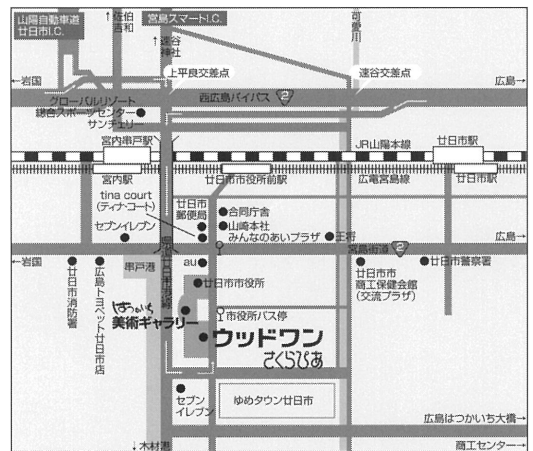 山陽自動車道
廿日市I.C.
↑佐伯
吉和
宮島スマートI.C.
↑速谷
神社
可愛川
←岩国
上平良交差点
速谷交差点
広島→
グローバルリゾート
総合スポーツセンター
サンチェリー
西広島バイパス
2
宮内串戸駅
JR山陽本線
廿日市駅
宮内駅
廿日市市役所前駅
広電宮島線
廿日市駅
tina court
(ティナ・コート)
セブンイレブン
廿日市
郵便局
合同庁舎
山崎本社
みんなのあいプラザ
王将
宮島街道
2
広島→
←岩国
廿日市
消防署
広島トヨペット廿日市店
串戸港
au
廿日市市役所
廿日市市
商工保健会館
(交流プラザ)
廿日市警察署
はつかいち
美術ギャラリー
市役所バス停
ウッドワン
さくらぴあ
セブン
イレブン
ゆめタウン廿日市
広島はつかいち大橋→
↓木材港
商工センター→